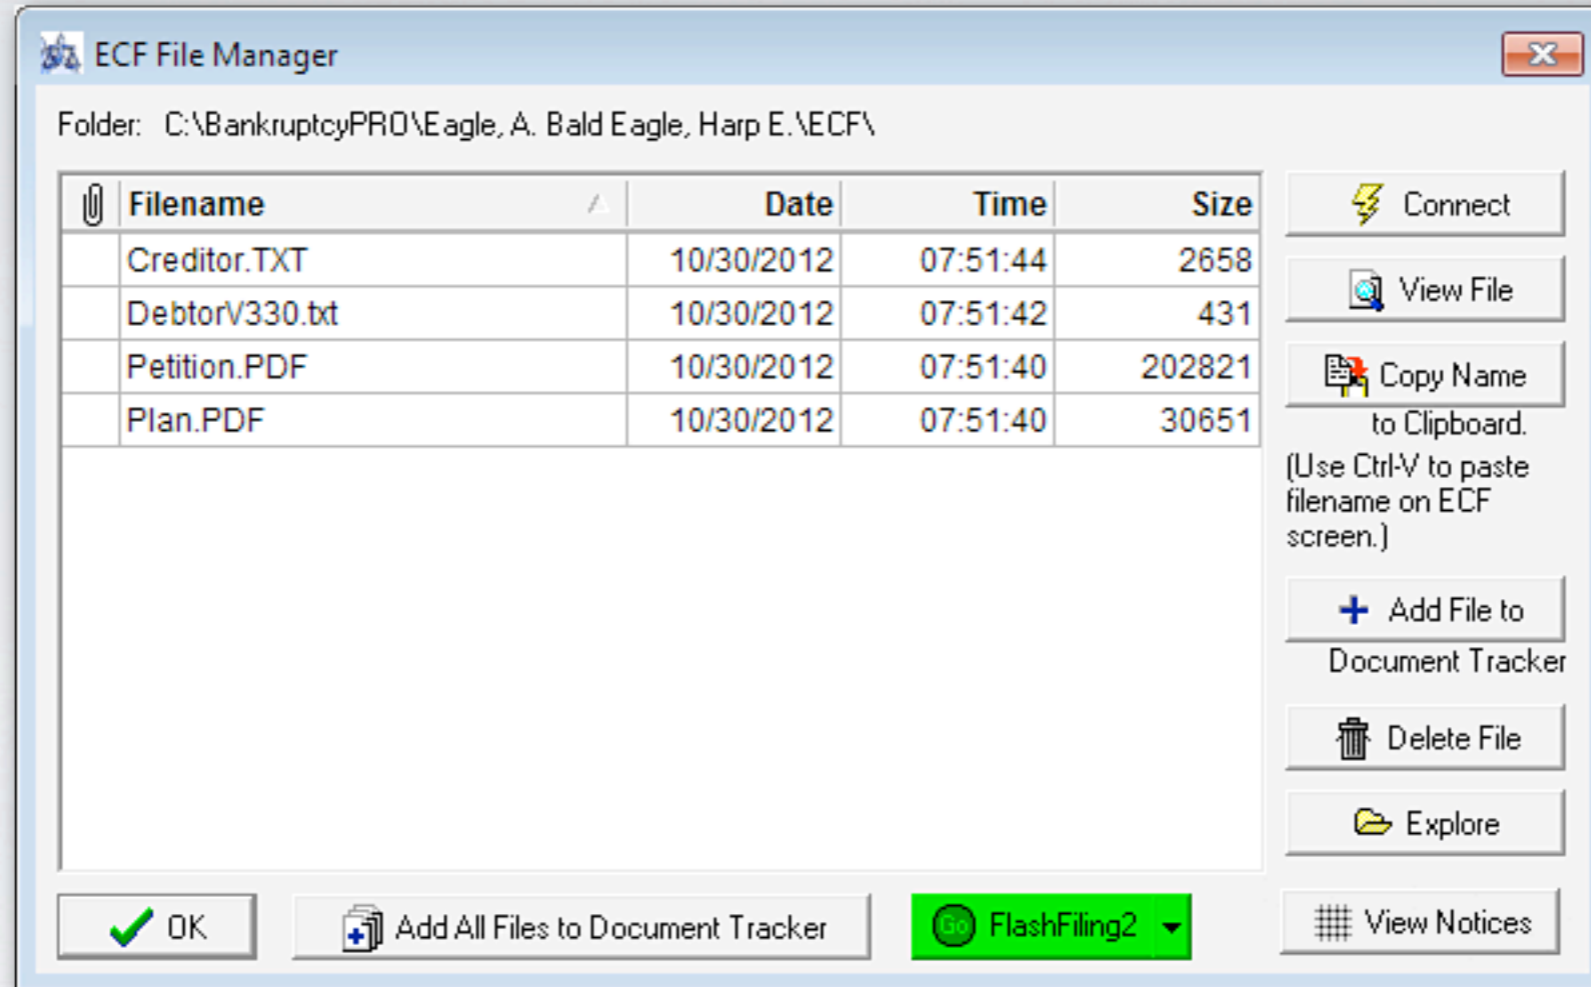 ECF File Manager
Folder: C:\BankruptcyPRO\Eagle, A. Bald Eagle, Harp E.\ECF\
Filename Date Time Size
Creditor.TXT 10/30/2012 07:51:44 2658
DebtorV330.txt 10/30/2012 07:51:42 431
Petition.PDF 10/30/2012 07:51:40 202821
Plan.PDF 10/30/2012 07:51:40 30651
Connect
View File
Copy Name
to Clipboard.
(Use Ctrl-V to paste
filename on ECF
screen.)
Add File to
Document Tracker
Delete File
Explore
OK
Add All Files to Document Tracker
Go FlashFiling2
View Notices